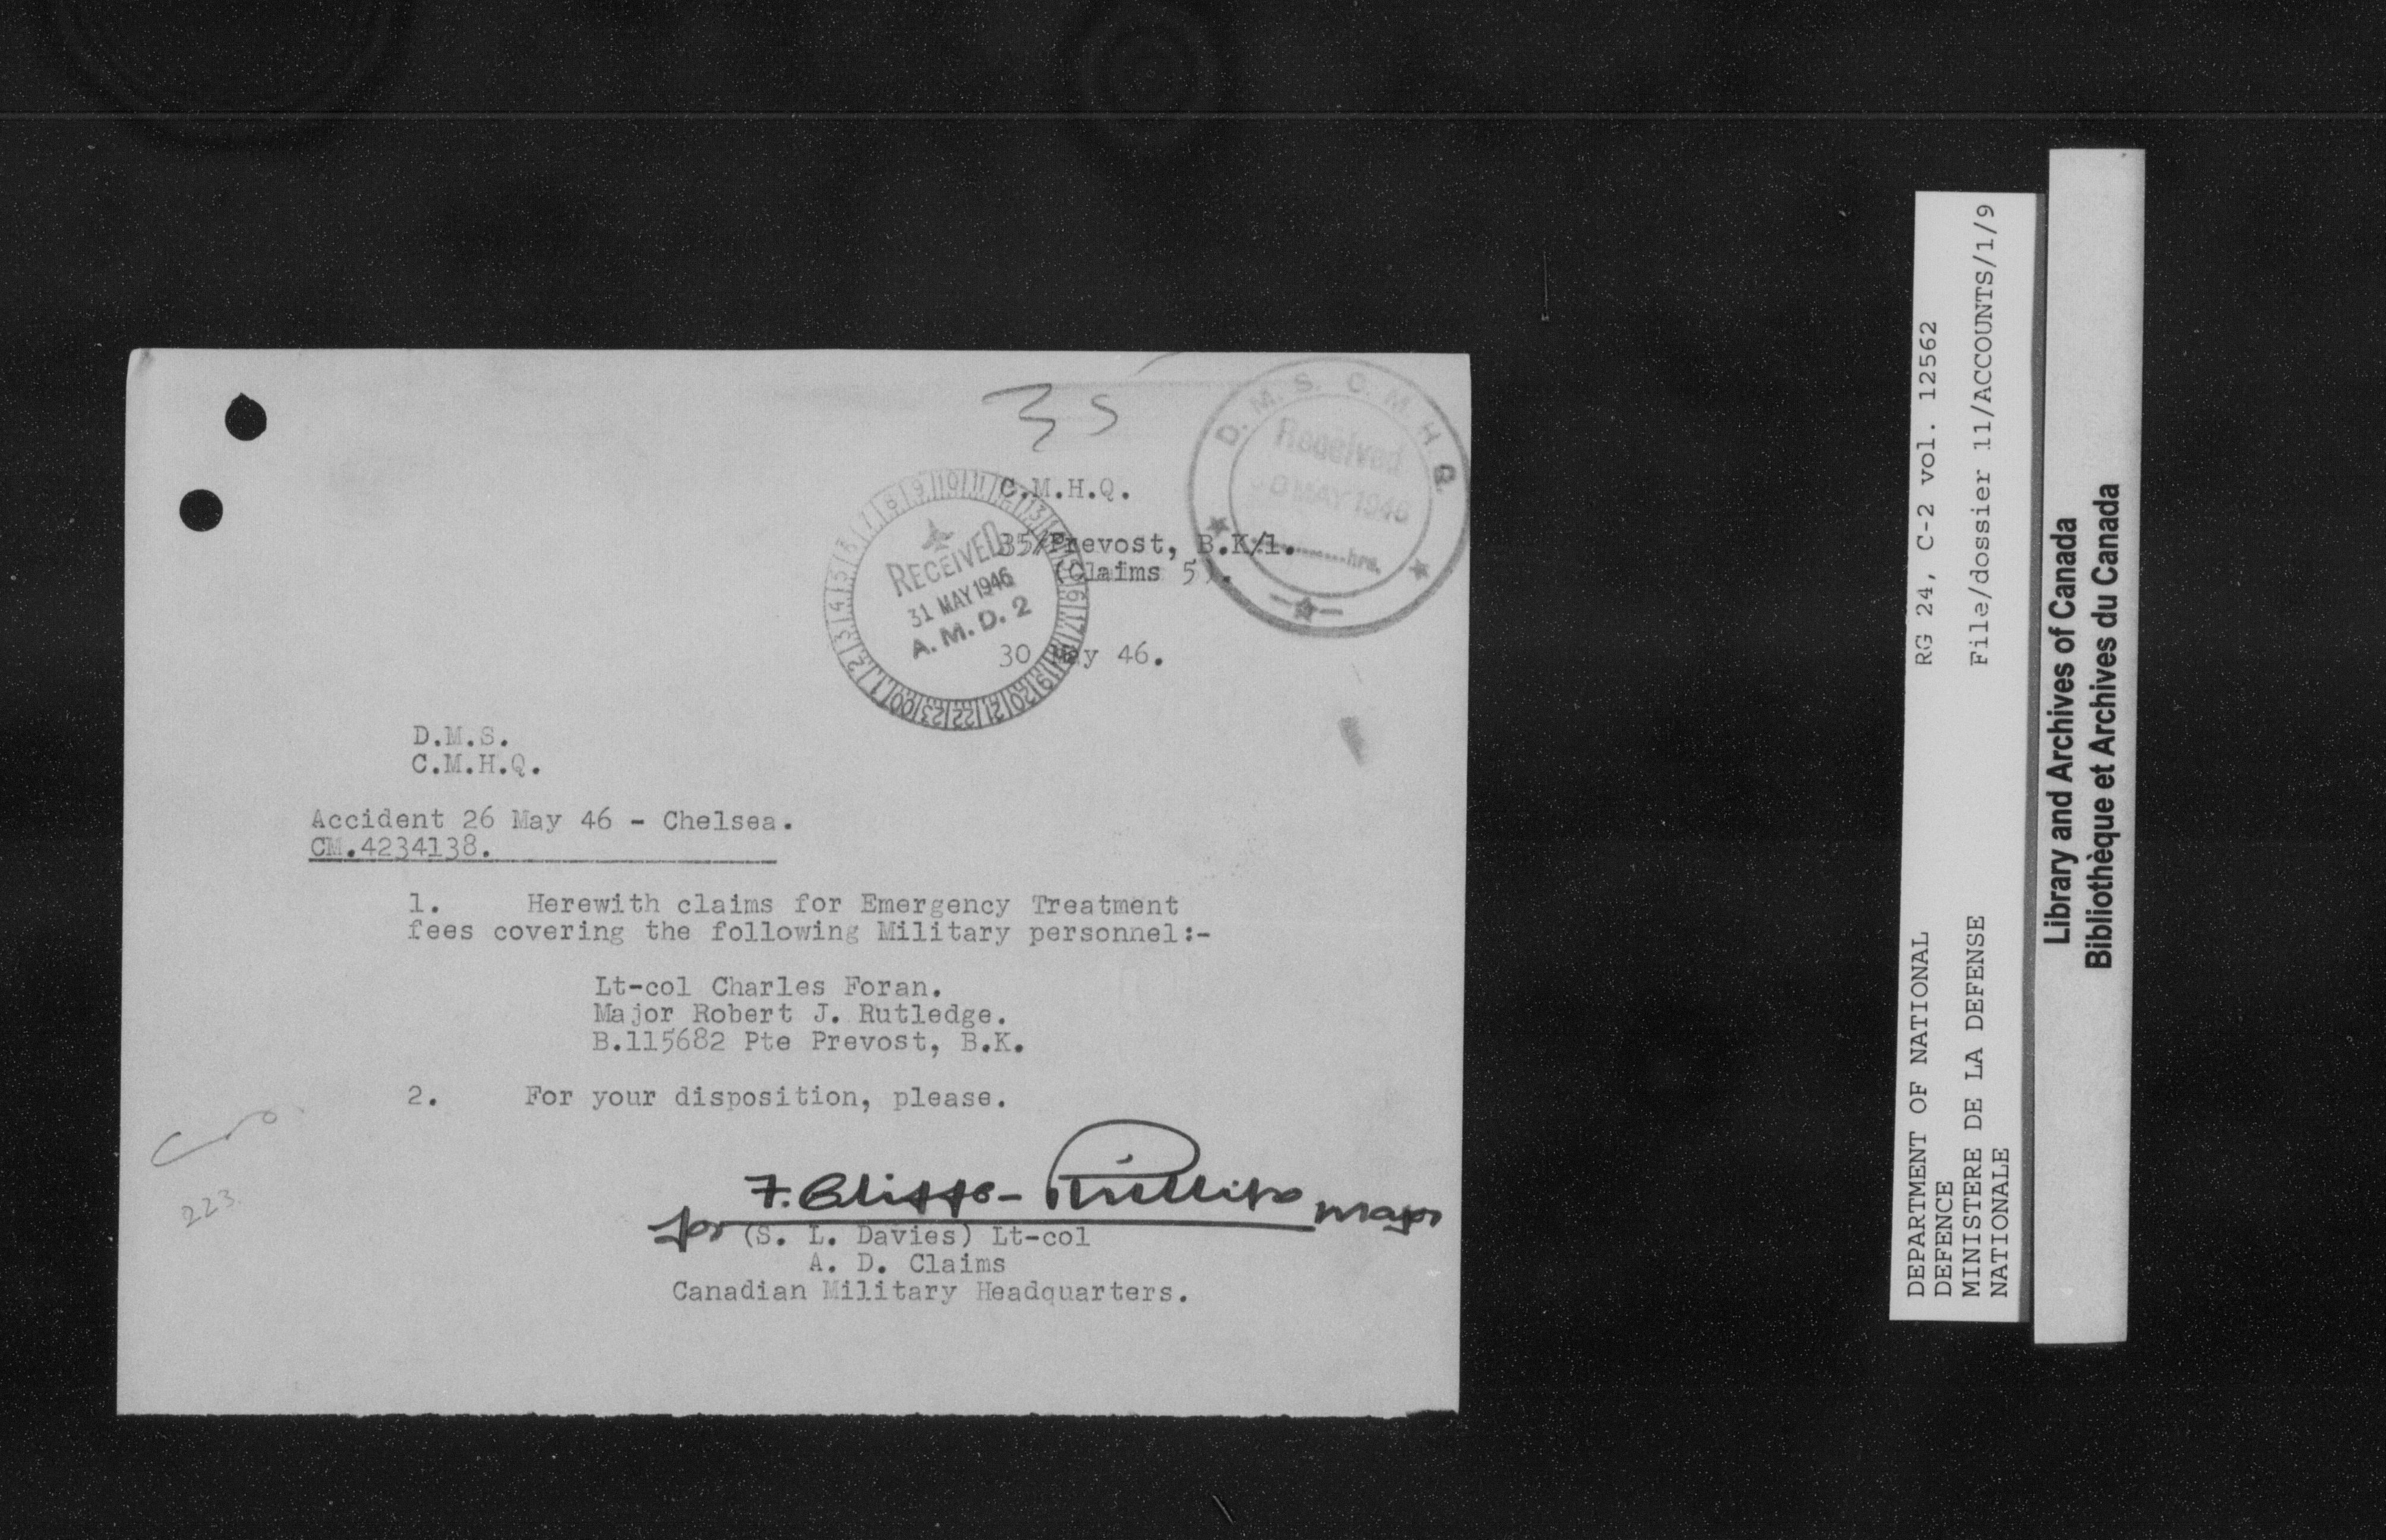 35
C.M.H.Q.
35/Prevost, B.K/1.
(Claims 5).
30 May 46.
RECEIVED
31 MAY 1946
A. M. D. 2
D. M. S. C. M. H. Q.
Received
MAY 1946
hrs.
D.M.S.
C.M.H.Q.
Accident 26 May 46 - Chelsea.
CM.4234138.
1. Herewith claims for Emergency Treatment
fees covering the following Military personnel:-
Lt-col Charles Foran.
Major Robert J. Rutledge.
B.115682 Pte Prevost, B.K.
2. For your disposition, please.
223.
F. Bliss-Phillips Major
for (S. L. Davies) Lt-col
A. D. Claims
Canadian Military Headquarters.
DEPARTMENT OF NATIONAL
DEFENCE
MINISTERE DE LA DEFENSE
NATIONALE
RG 24, C-2 vol. 12562
File/dossier 11/ACCOUNTS/1/9
Library and Archives of Canada
Bibliothèque et Archives du Canada